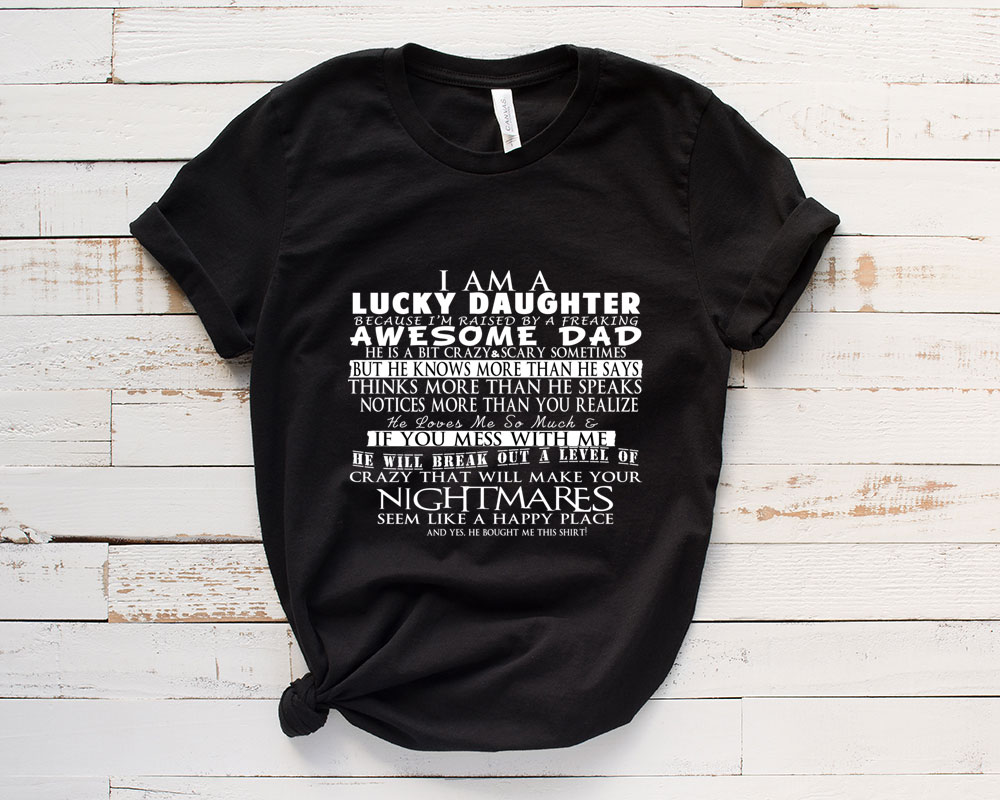 CANVAS
I AM A
LUCKY DAUGHTER
BECAUSE I'M RAISED BY A FREAKING
AWESOME DAD
HE IS A BIT CRAZY&SCARY SOMETIMES
BUT HE KNOWS MORE THAN HE SAYS
THINKS MORE THAN HE SPEAKS
NOTICES MORE THAN YOU REALIZE
He Loves Me So Much &
IF YOU MESS WITH ME
HE WILL BREAK OUT A LEVEL OF
CRAZY THAT WILL MAKE YOUR
NIGHTMARES
SEEM LIKE A HAPPY PLACE
AND YES, HE BOUGHT ME THIS SHIRT!